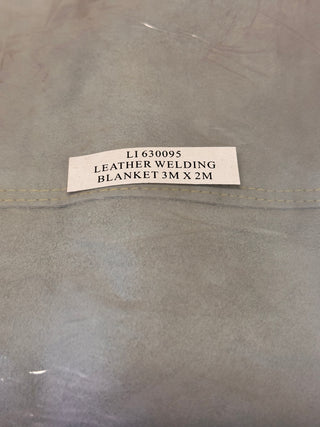 LI 630095
LEATHER WELDING
BLANKET 3M X 2M